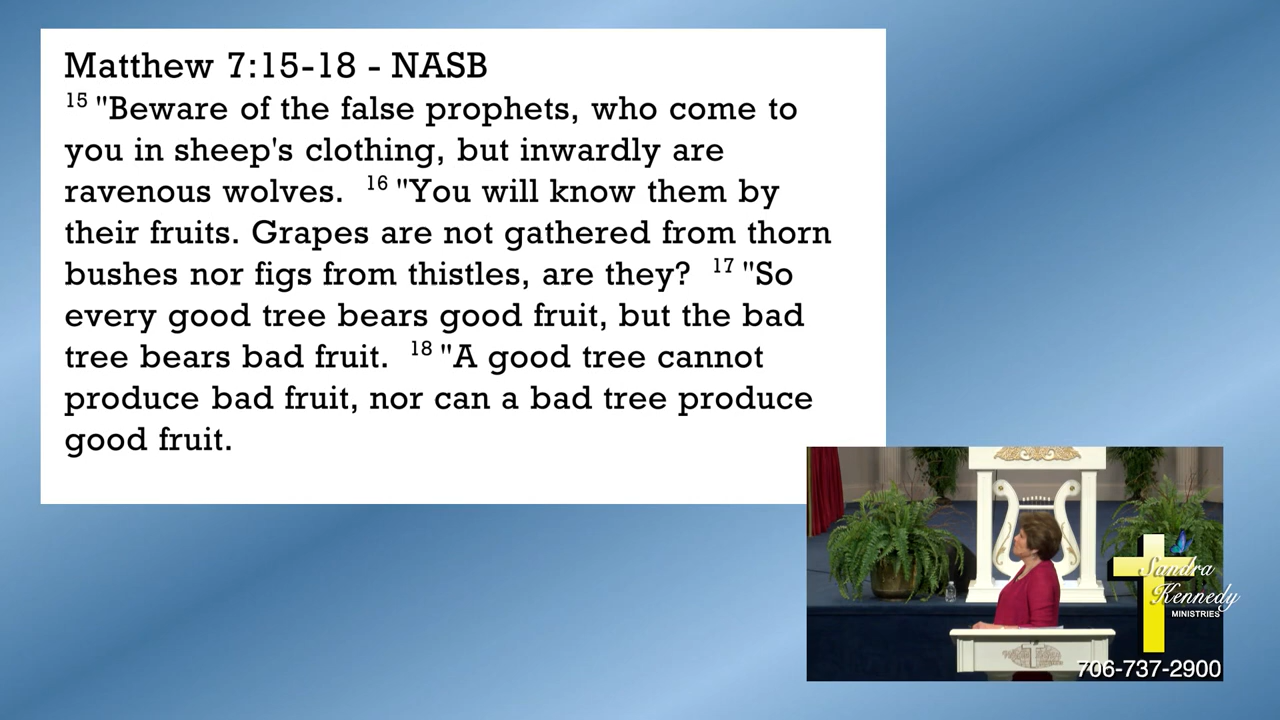 Matthew 7:15-18 - NASB
15 "Beware of the false prophets, who come to
you in sheep's clothing, but inwardly are
ravenous wolves. 16 "You will know them by
their fruits. Grapes are not gathered from thorn
bushes nor figs from thistles, are they? 17 "So
every good tree bears good fruit, but the bad
tree bears bad fruit. 18 "A good tree cannot
produce bad fruit, nor can a bad tree produce
good fruit.
Sandra
Kennedy
MINISTRIES
706-737-2900